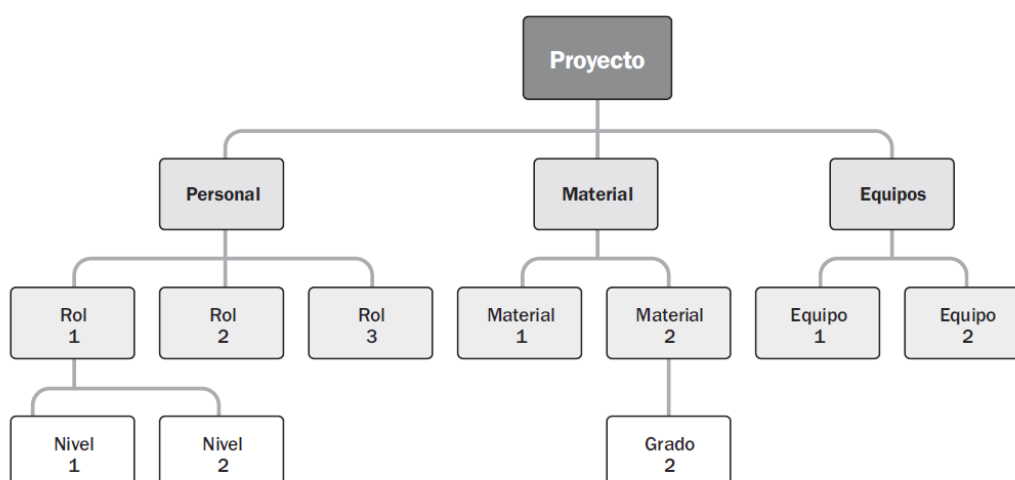 Proyecto
Personal
Material
Equipos
Rol
1
Rol
2
Rol
3
Material
1
Material
2
Equipo
1
Equipo
2
Nivel
1
Nivel
2
Grado
2